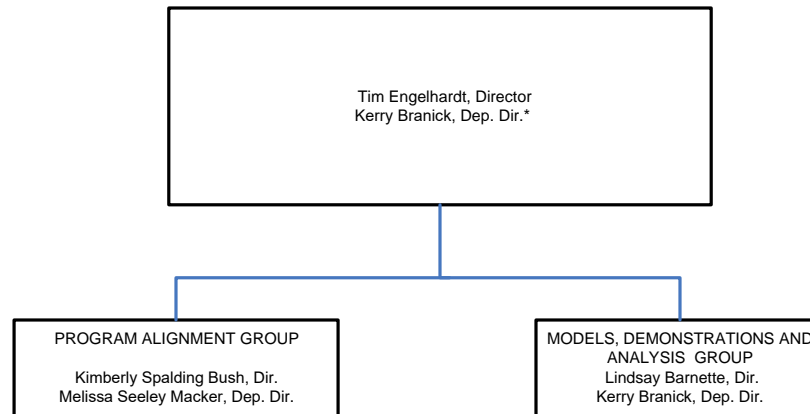 Tim Engelhardt, Director
Kerry Branick, Dep. Dir.*
PROGRAM ALIGNMENT GROUP
Kimberly Spalding Bush, Dir.
Melissa Seeley Macker, Dep. Dir.
MODELS, DEMONSTRATIONS AND
ANALYSIS GROUP
Lindsay Barnette, Dir.
Kerry Branick, Dep. Dir.